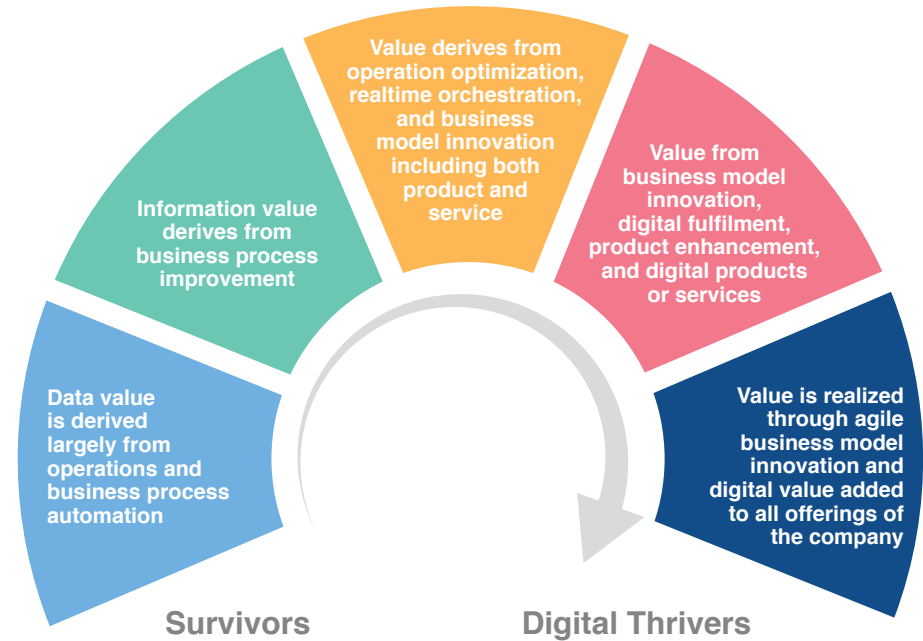 Data value
is derived
largely from
operations and
business process
automation
Information value
derives from
business process
improvement
Value derives from
operation optimization,
realtime orchestration,
and business
model innovation
including both
product and
service
Value from
business model
innovation,
digital fulfilment,
product enhancement,
and digital products
or services
Value is realized
through agile
business model
innovation and
digital value added
to all offerings of
the company
Survivors
Digital Thrivers